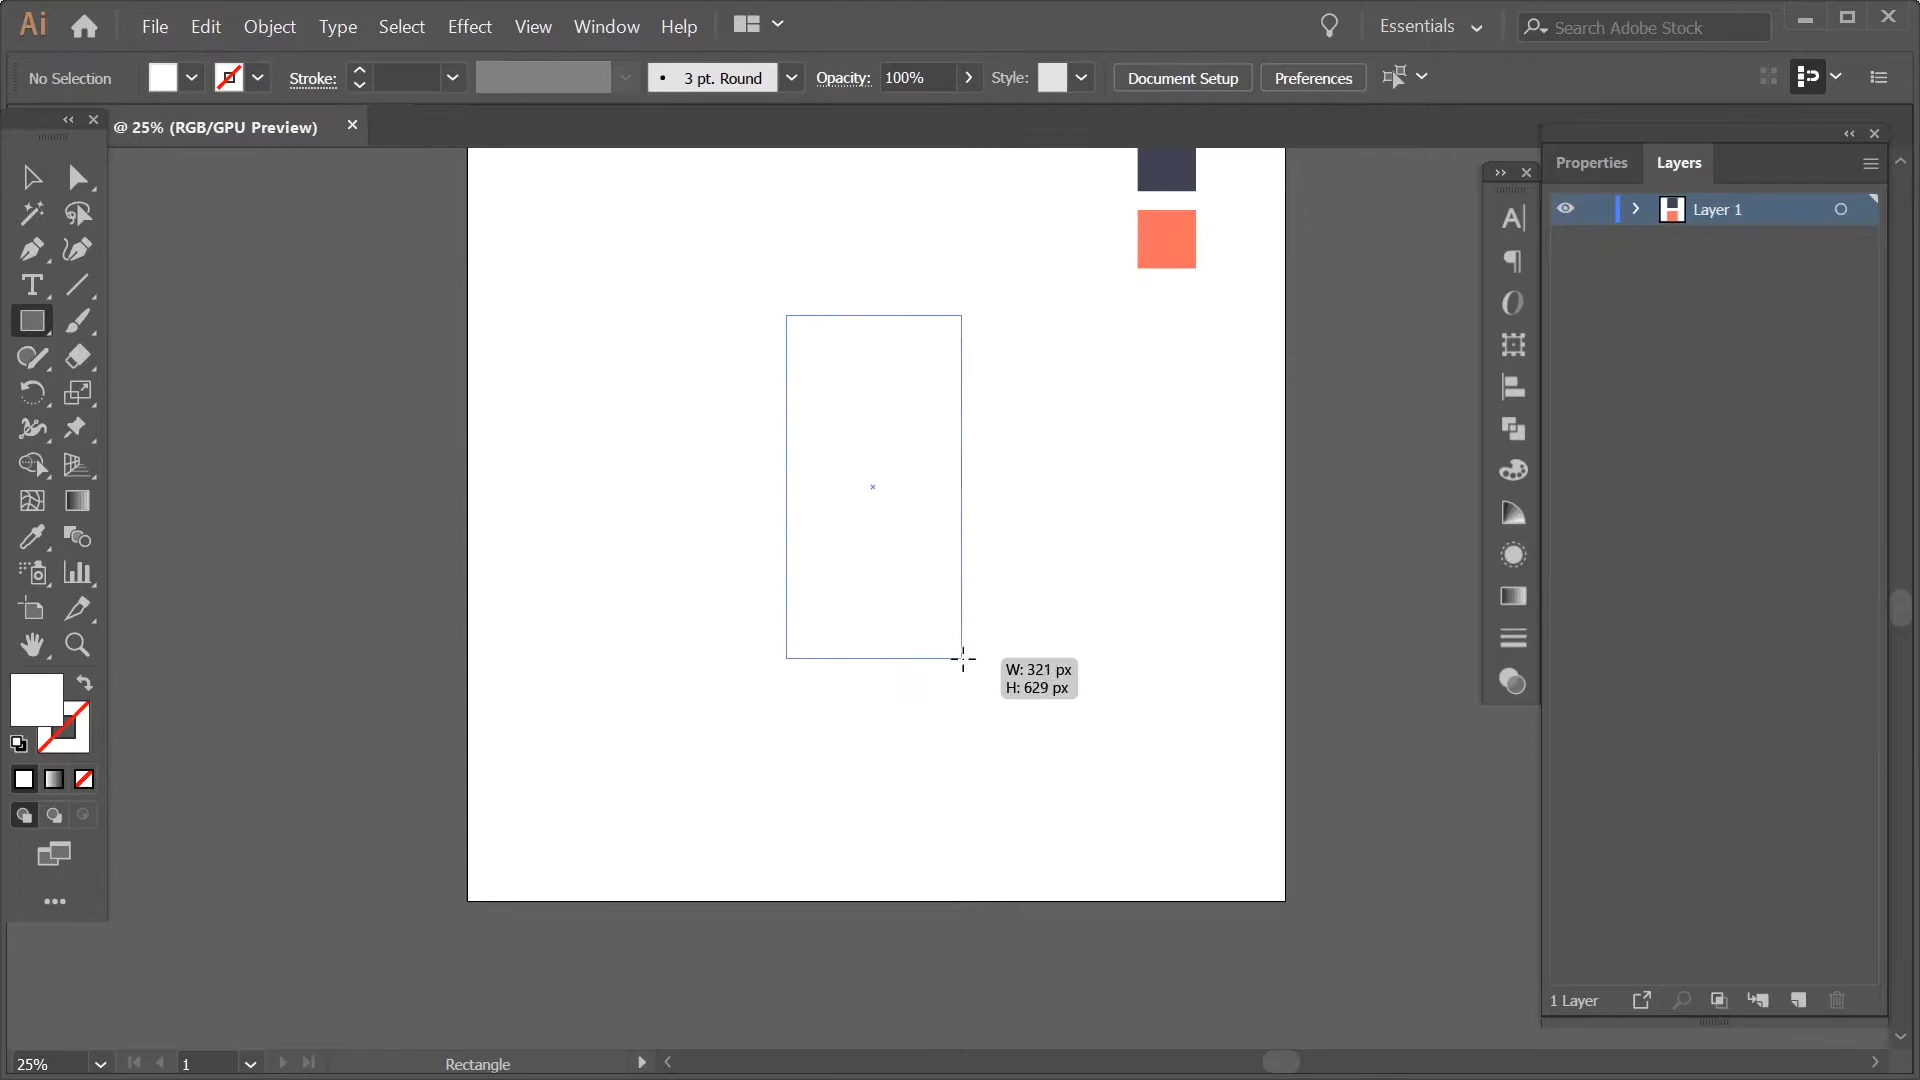 Ai File Edit Object Type Select Effect View Window Help Essentials Search Adobe Stock
No Selection Stroke: 3 pt. Round Opacity: 100% Style: Document Setup Preferences
@ 25% (RGB/GPU Preview)
Properties Layers
Layer 1
W: 321 px
H: 629 px
1 Layer
25% 1 Rectangle